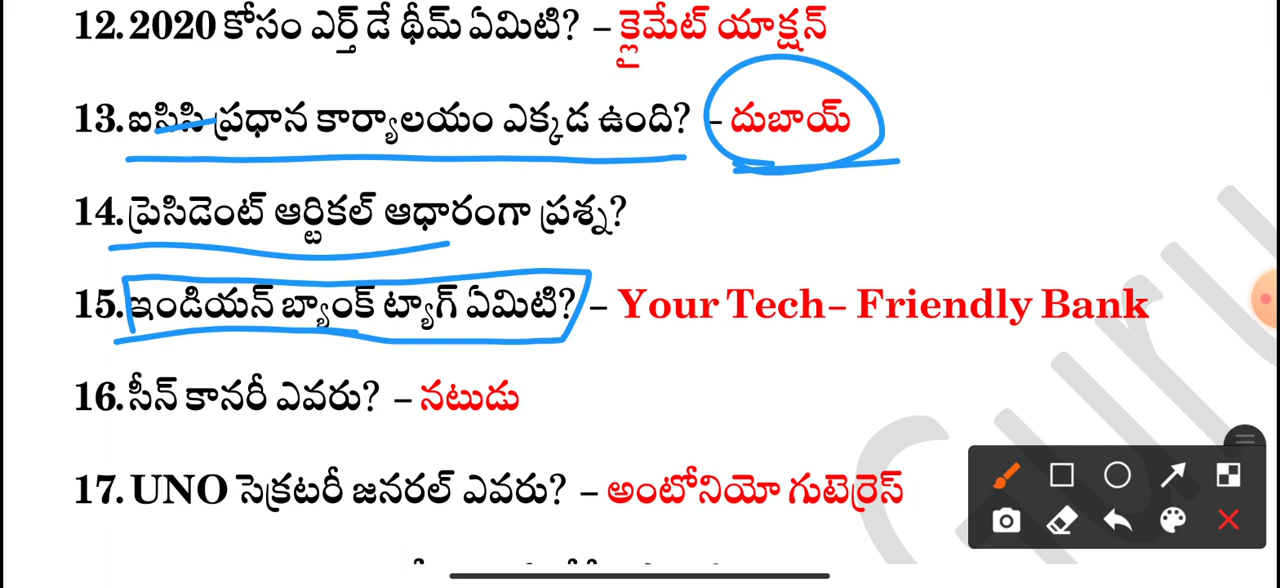 12. 2020 కోసం ఎర్త్ డే థీమ్ ఏమిటి? – క్లైమేట్ యాక్షన్
13. ఐసిసి ప్రధాన కార్యాలయం ఎక్కడ ఉంది? – దుబాయ్
14. ప్రెసిడెంట్ ఆర్టికల్ ఆధారంగా ప్రశ్న?
15. ఇండియన్ బ్యాంక్ ట్యాగ్ ఏమిటి? – Your Tech– Friendly Bank
16. సీన్ కానరీ ఎవరు? – నటుడు
17. UNO సెక్రటరీ జనరల్ ఎవరు? – అంటోనియో గుటెర్రెస్
Guru